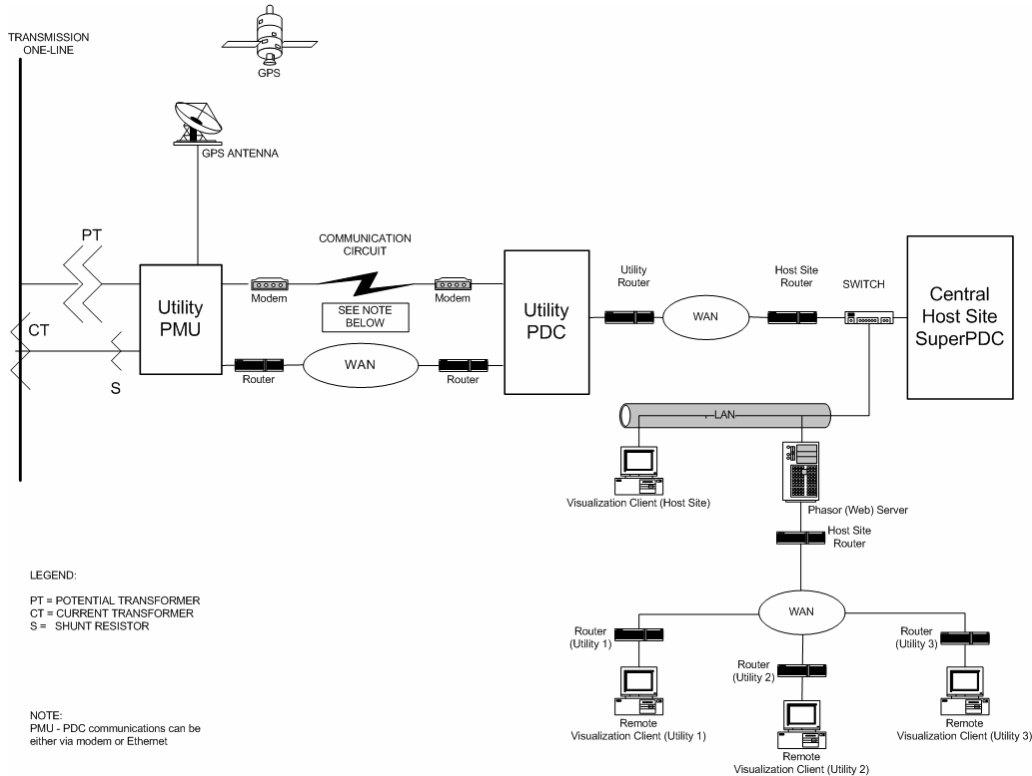 TRANSMISSION
ONE-LINE
GPS
GPS ANTENNA
PT
CT
S
Utility
PMU
COMMUNICATION
CIRCUIT
Modem
SEE NOTE
BELOW
Modem
Router
WAN
Router
Utility
PDC
Utility
Router
WAN
Host Site
Router
SWITCH
Central
Host Site
SuperPDC
LAN
Visualization Client (Host Site)
Phasor (Web) Server
Host Site
Router
WAN
Router
(Utility 1)
Router
(Utility 2)
Router
(Utility 3)
Remote
Visualization Client (Utility 1)
Remote
Visualization Client (Utility 2)
Remote
Visualization Client (Utility 3)
LEGEND:
PT = POTENTIAL TRANSFORMER
CT = CURRENT TRANSFORMER
S = SHUNT RESISTOR
NOTE:
PMU - PDC communications can be
either via modem or Ethernet